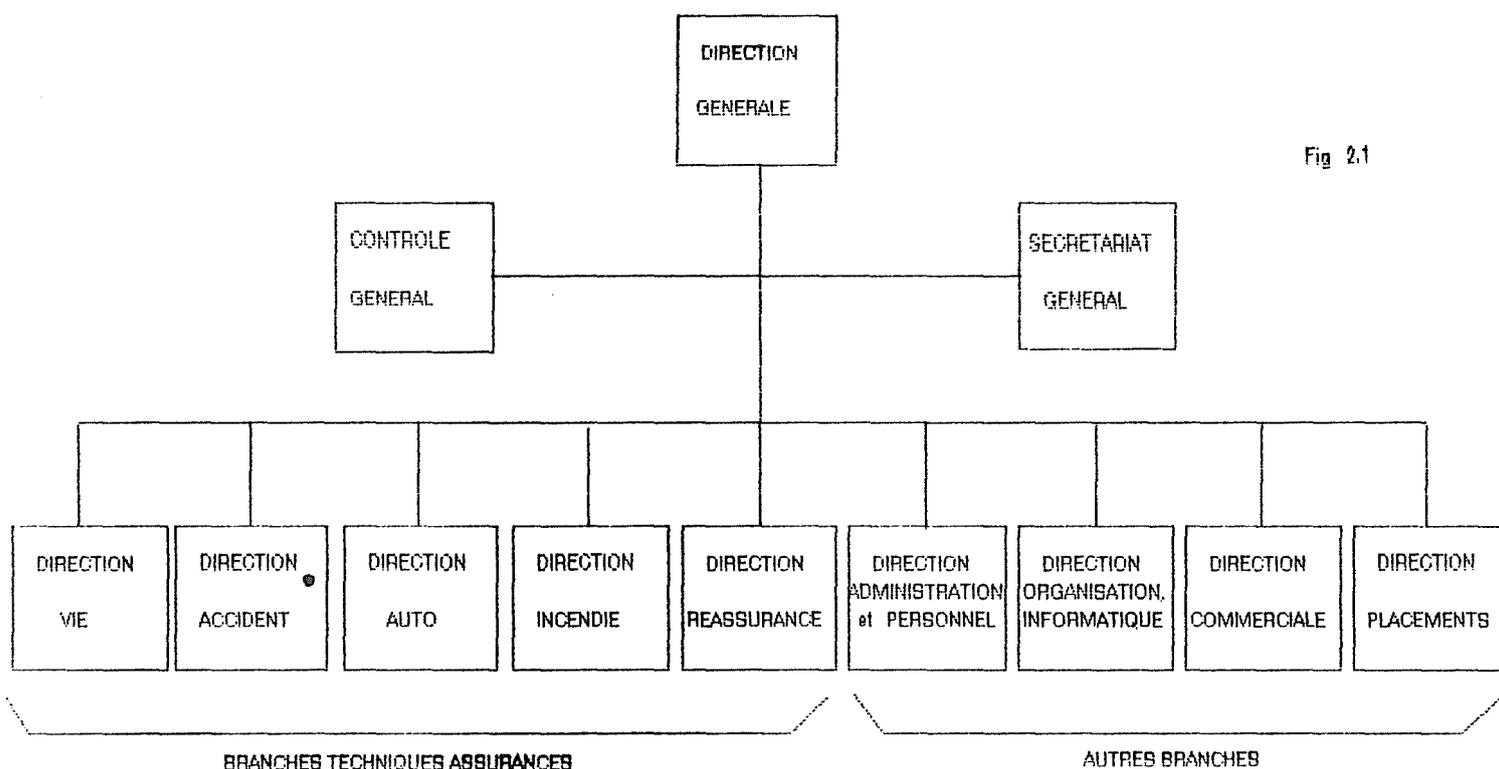 DIRECTION
GENERALE
Fig 2.1
CONTROLE
GENERAL
SECRETARIAT
GENERAL
DIRECTION
VIE
DIRECTION
ACCIDENT
DIRECTION
AUTO
DIRECTION
INCENDIE
DIRECTION
REASSURANCE
DIRECTION
ADMINISTRATION
et PERSONNEL
DIRECTION
ORGANISATION,
INFORMATIQUE
DIRECTION
COMMERCIALE
DIRECTION
PLACEMENTS
BRANCHES TECHNIQUES ASSURANCES
AUTRES BRANCHES